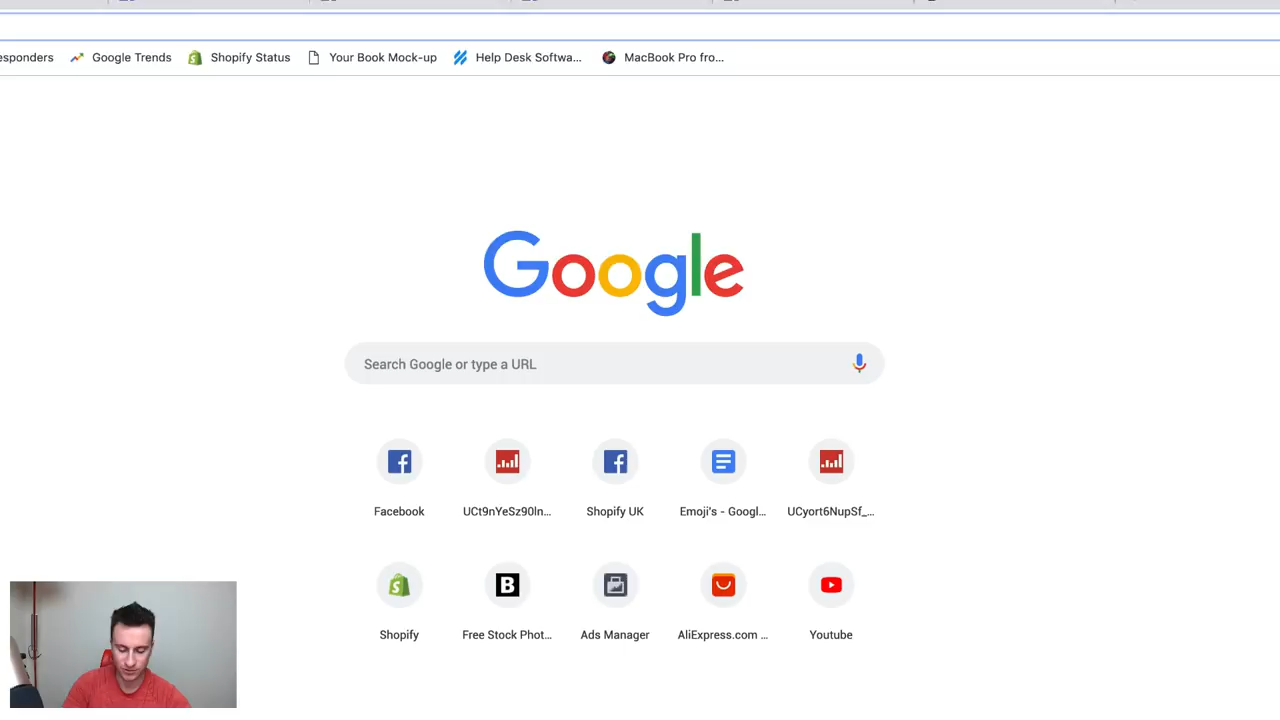 esponders Google Trends Shopify Status Your Book Mock-up Help Desk Softwa... MacBook Pro fro...
Google
Search Google or type a URL
Facebook UCt9nYeSz90ln... Shopify UK Emoji's - Googl... UCyort6NupSf_...
B
Shopify Free Stock Phot... Ads Manager AliExpress.com ... Youtube